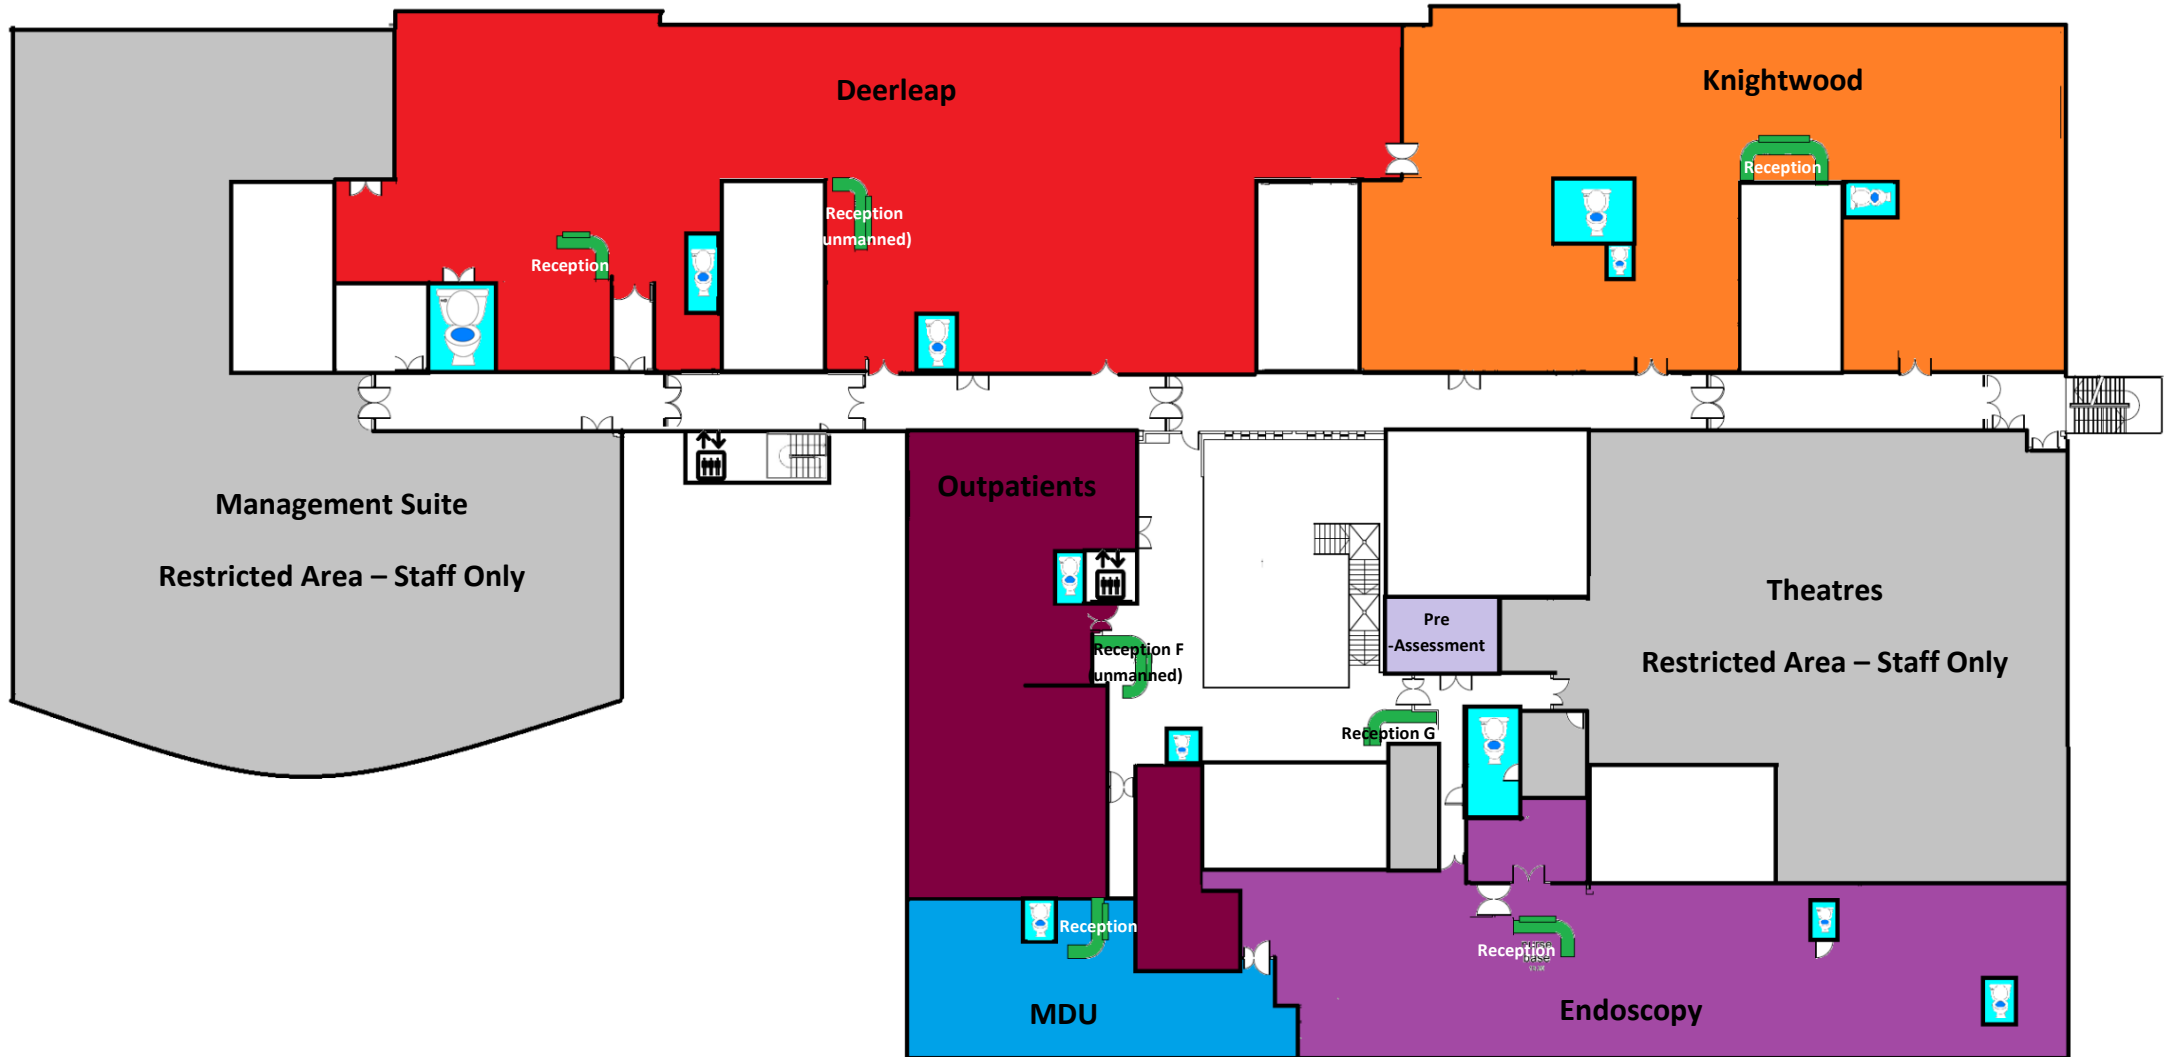 Deerleap
Knightwood
Reception
Reception
(unmanned)
Reception
Outpatients
Management Suite
Restricted Area – Staff Only
Theatres
Restricted Area – Staff Only
Pre
-Assessment
Reception F
(unmanned)
Reception G
Reception
Reception
MDU
Endoscopy